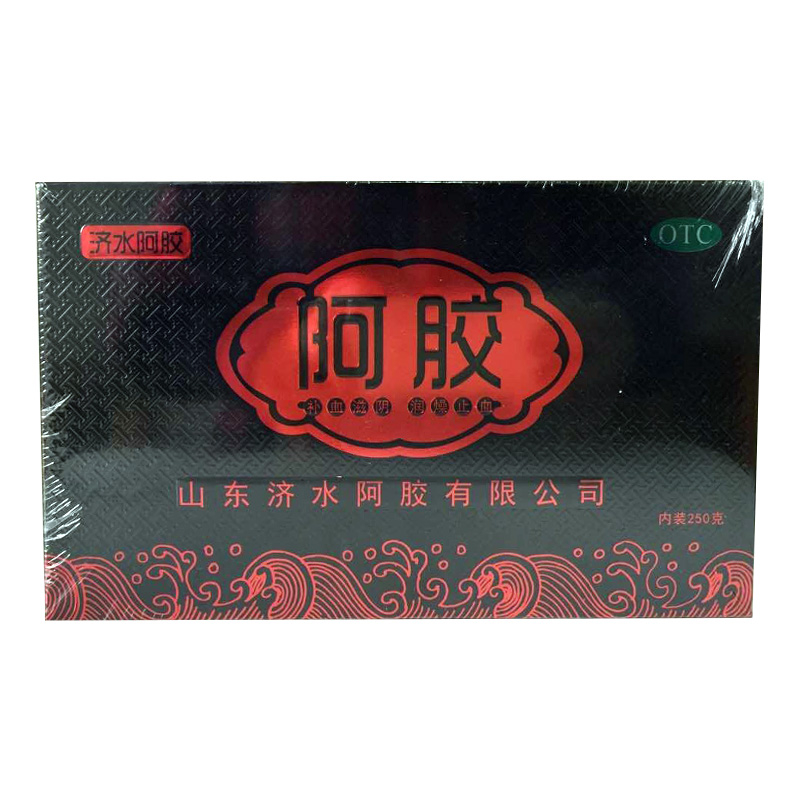 济水阿胶
OTC
阿胶
补血滋阴 润燥止血
山东济水阿胶有限公司
内装250克